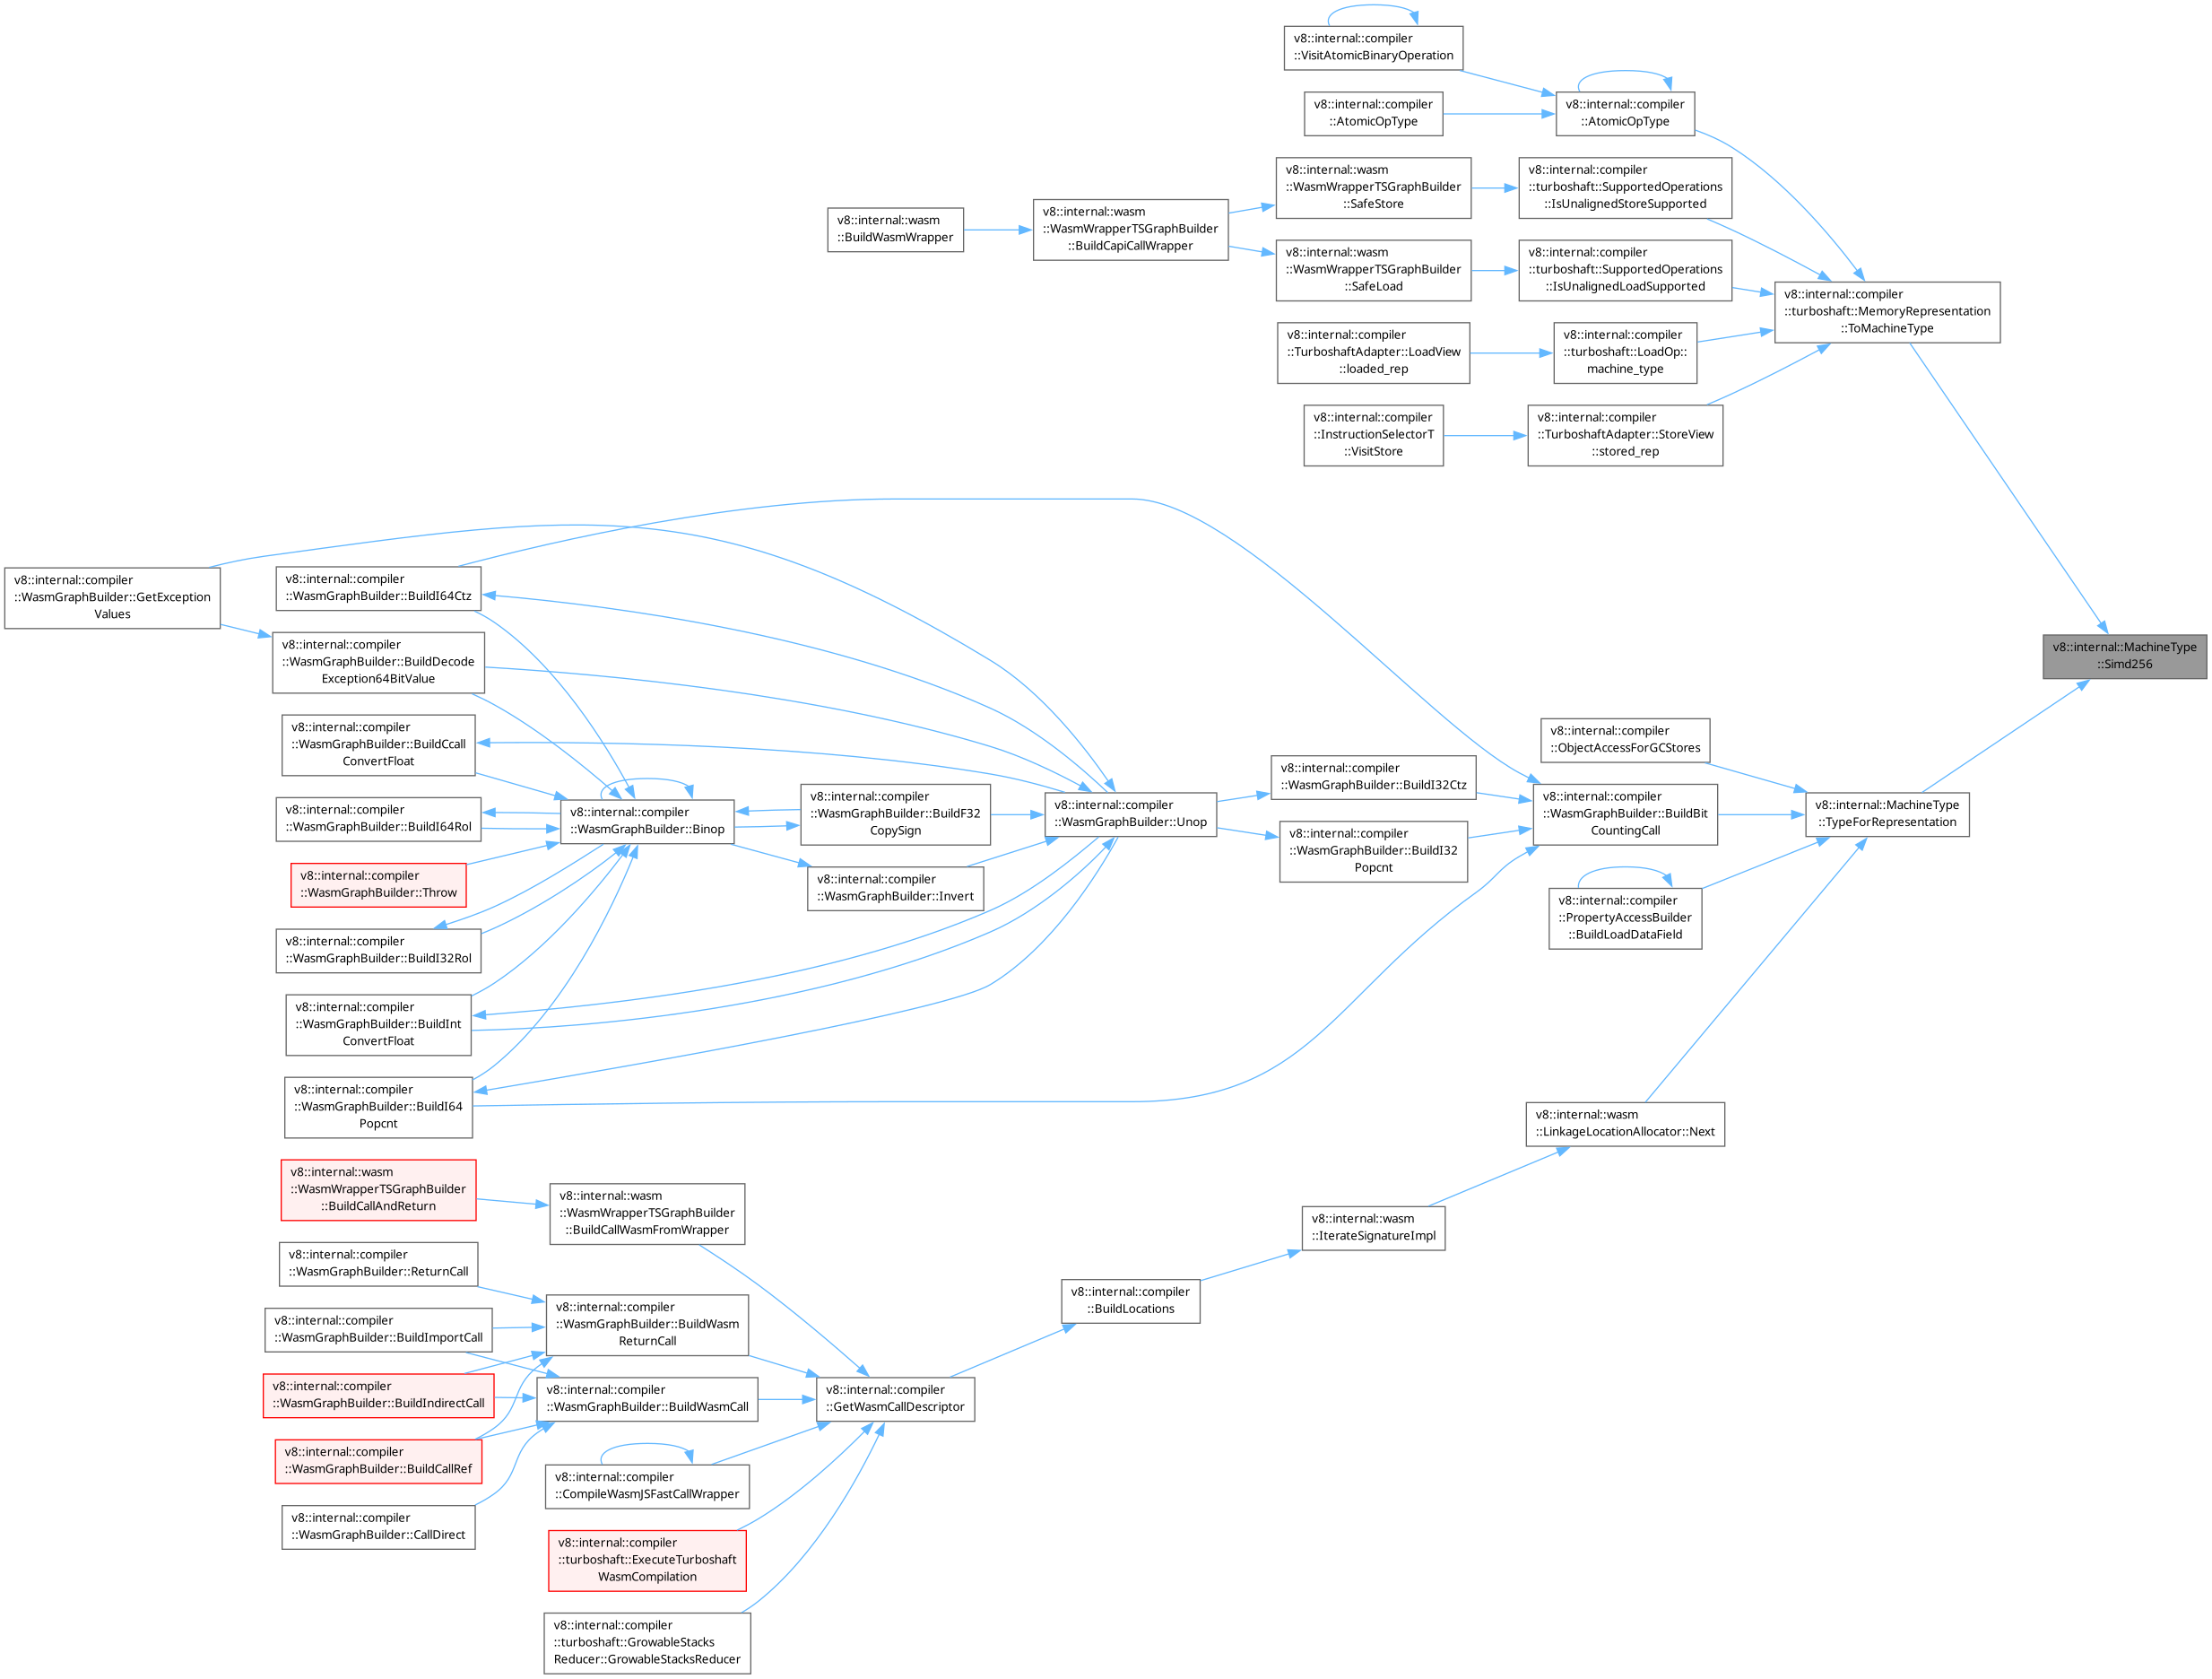 v8::internal::compiler
::VisitAtomicBinaryOperation
v8::internal::compiler
::AtomicOpType
v8::internal::compiler
::AtomicOpType
v8::internal::compiler
::turboshaft::SupportedOperations
::IsUnalignedStoreSupported
v8::internal::wasm
::WasmWrapperTSGraphBuilder
::SafeStore
v8::internal::wasm
::WasmWrapperTSGraphBuilder
::BuildCapiCallWrapper
v8::internal::wasm
::BuildWasmWrapper
v8::internal::compiler
::turboshaft::SupportedOperations
::IsUnalignedLoadSupported
v8::internal::wasm
::WasmWrapperTSGraphBuilder
::SafeLoad
v8::internal::compiler
::turboshaft::MemoryRepresentation
::ToMachineType
v8::internal::compiler
::TurboshaftAdapter::LoadView
::loaded_rep
v8::internal::compiler
::turboshaft::LoadOp::
machine_type
v8::internal::compiler
::InstructionSelectorT
::VisitStore
v8::internal::compiler
::TurboshaftAdapter::StoreView
::stored_rep
v8::internal::compiler
::WasmGraphBuilder::GetException
Values
v8::internal::compiler
::WasmGraphBuilder::BuildI64Ctz
v8::internal::compiler
::WasmGraphBuilder::BuildDecode
Exception64BitValue
v8::internal::MachineType
::Simd256
v8::internal::compiler
::WasmGraphBuilder::BuildCcall
ConvertFloat
v8::internal::compiler
::ObjectAccessForGCStores
v8::internal::compiler
::WasmGraphBuilder::BuildI32Ctz
v8::internal::compiler
::WasmGraphBuilder::BuildI64Rol
v8::internal::compiler
::WasmGraphBuilder::Binop
v8::internal::compiler
::WasmGraphBuilder::BuildF32
CopySign
v8::internal::compiler
::WasmGraphBuilder::Unop
v8::internal::compiler
::WasmGraphBuilder::BuildBit
CountingCall
v8::internal::MachineType
::TypeForRepresentation
v8::internal::compiler
::WasmGraphBuilder::BuildI32
Popcnt
v8::internal::compiler
::WasmGraphBuilder::Throw
v8::internal::compiler
::WasmGraphBuilder::Invert
v8::internal::compiler
::PropertyAccessBuilder
::BuildLoadDataField
v8::internal::compiler
::WasmGraphBuilder::BuildI32Rol
v8::internal::compiler
::WasmGraphBuilder::BuildInt
ConvertFloat
v8::internal::compiler
::WasmGraphBuilder::BuildI64
Popcnt
v8::internal::wasm
::LinkageLocationAllocator::Next
v8::internal::wasm
::WasmWrapperTSGraphBuilder
::BuildCallAndReturn
v8::internal::wasm
::WasmWrapperTSGraphBuilder
::BuildCallWasmFromWrapper
v8::internal::wasm
::IterateSignatureImpl
v8::internal::compiler
::WasmGraphBuilder::ReturnCall
v8::internal::compiler
::BuildLocations
v8::internal::compiler
::WasmGraphBuilder::BuildImportCall
v8::internal::compiler
::WasmGraphBuilder::BuildWasm
ReturnCall
v8::internal::compiler
::WasmGraphBuilder::BuildIndirectCall
v8::internal::compiler
::WasmGraphBuilder::BuildWasmCall
v8::internal::compiler
::GetWasmCallDescriptor
v8::internal::compiler
::WasmGraphBuilder::BuildCallRef
v8::internal::compiler
::CompileWasmJSFastCallWrapper
v8::internal::compiler
::WasmGraphBuilder::CallDirect
v8::internal::compiler
::turboshaft::ExecuteTurboshaft
WasmCompilation
v8::internal::compiler
::turboshaft::GrowableStacks
Reducer::GrowableStacksReducer